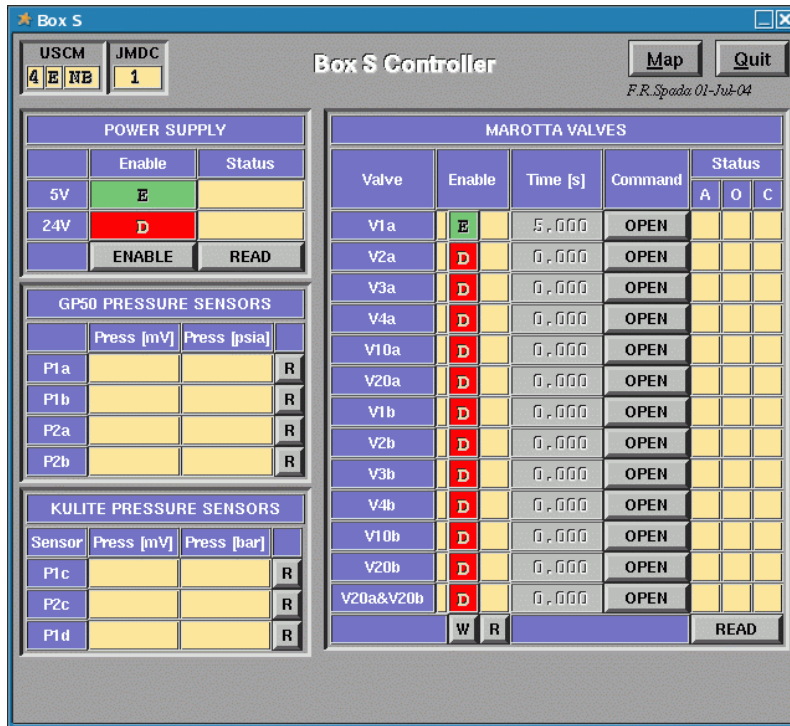 Box S
USCM JMDC
4 E NB 1
Box S Controller
Map Quit
F.R.Spada 01-Jul-04
POWER SUPPLY
Enable Status
5V E
24V D
ENABLE READ
GP50 PRESSURE SENSORS
Press [mV] Press [psia]
P1a R
P1b R
P2a R
P2b R
KULITE PRESSURE SENSORS
Sensor Press [mV] Press [bar]
P1c R
P2c R
P1d R
MAROTTA VALVES
Valve Enable Time [s] Command Status
A O C
V1a E 5.000 OPEN
V2a D 0.000 OPEN
V3a D 0.000 OPEN
V4a D 0.000 OPEN
V10a D 0.000 OPEN
V20a D 0.000 OPEN
V1b D 0.000 OPEN
V2b D 0.000 OPEN
V3b D 0.000 OPEN
V4b D 0.000 OPEN
V10b D 0.000 OPEN
V20b D 0.000 OPEN
V20a&V20b D 0.000 OPEN
W R READ